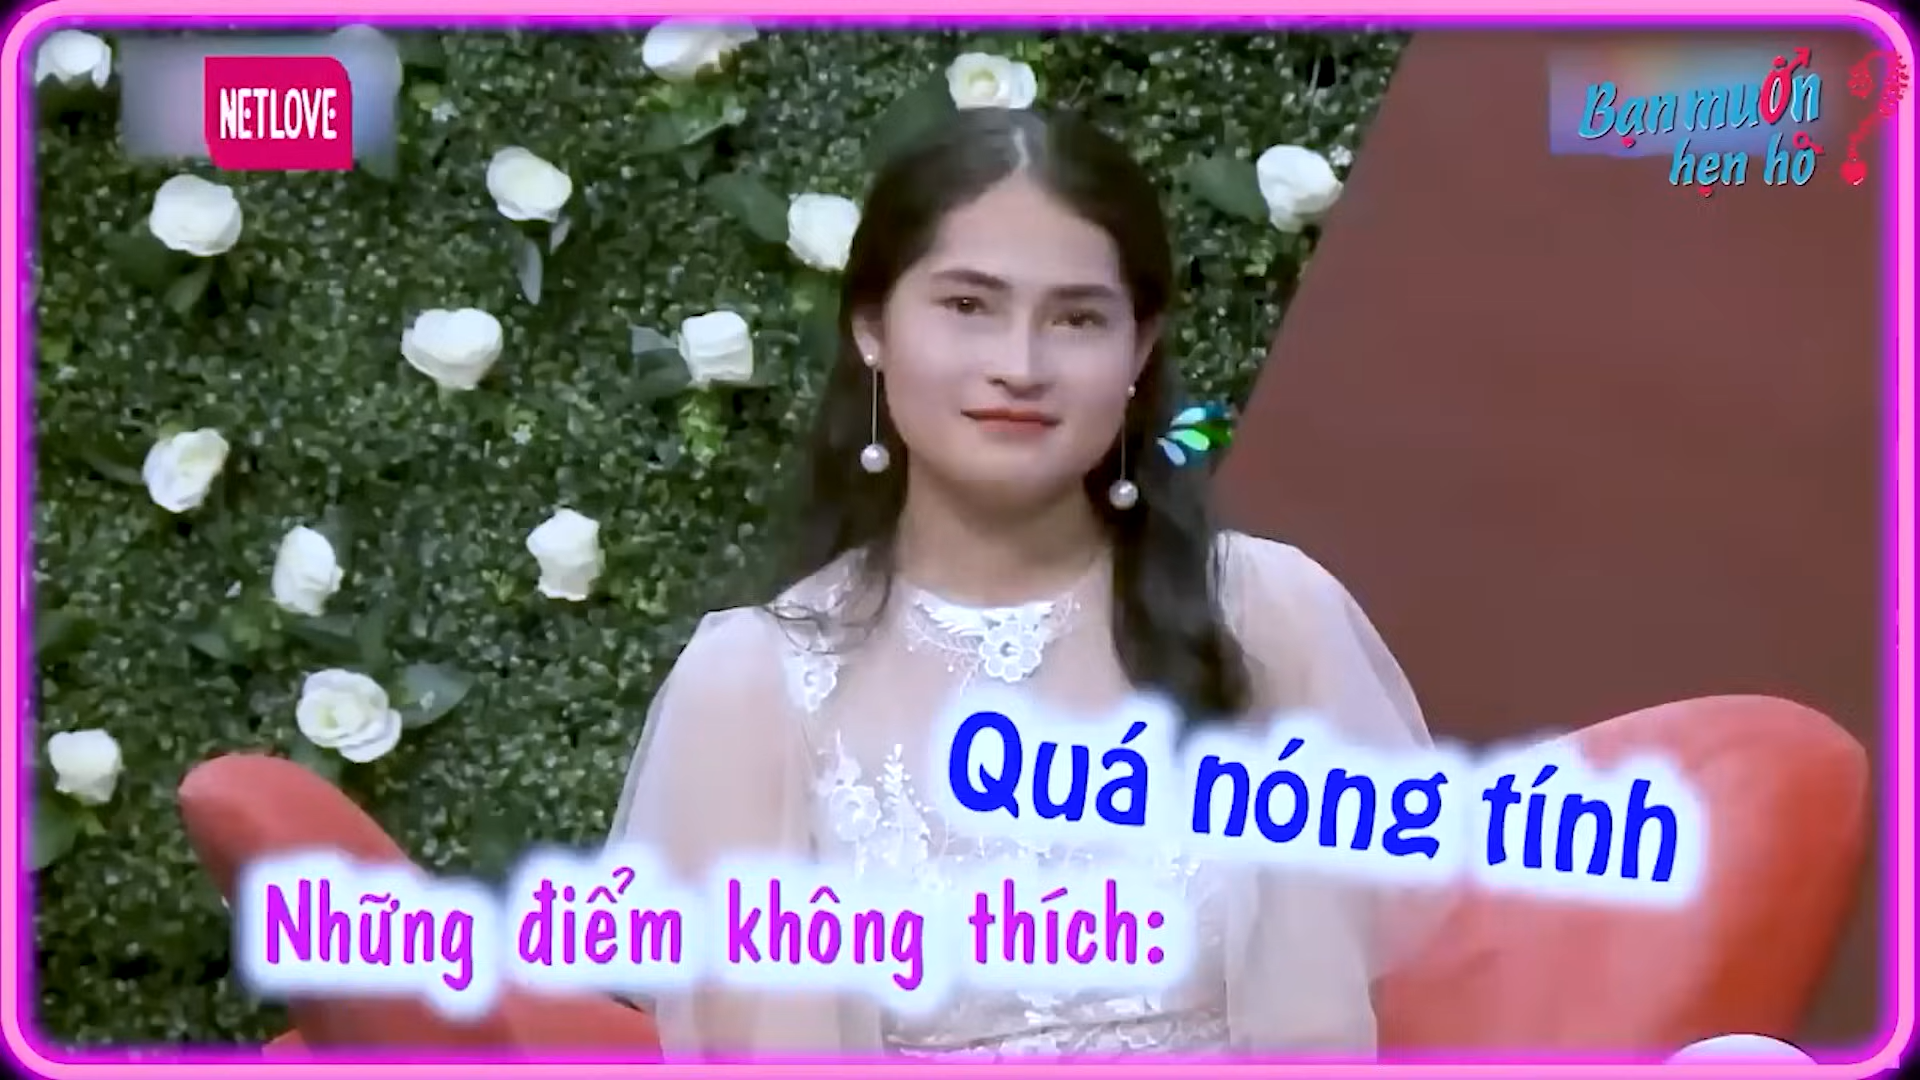 NETLOVE
Bạn muốn
hẹn hò
Quá nóng tính
Những điểm không thích: